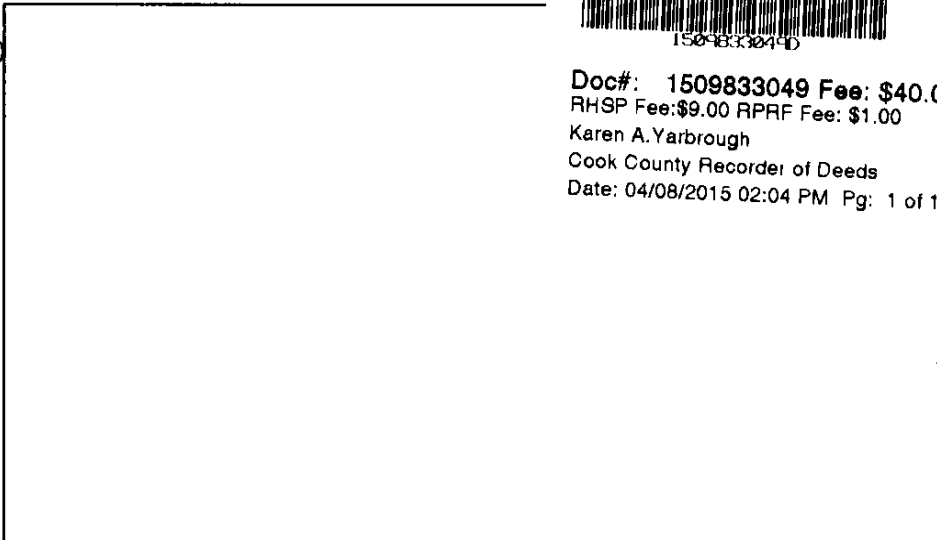 1509833049D
Doc#: 1509833049 Fee: $40.0
RHSP Fee:$9.00 RPRF Fee: $1.00
Karen A.Yarbrough
Cook County Recorder of Deeds
Date: 04/08/2015 02:04 PM Pg: 1 of 1